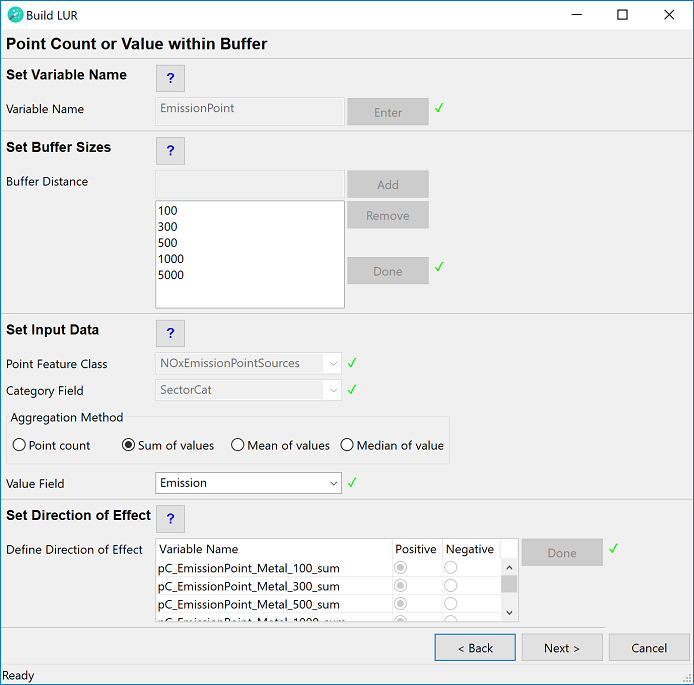 Build LUR
Point Count or Value within Buffer
Set Variable Name ?
Variable Name EmissionPoint Enter ✓
Set Buffer Sizes ?
Buffer Distance Add
100 Remove
300
500
1000 Done ✓
5000
Set Input Data ?
Point Feature Class NOxEmissionPointSources ✓
Category Field SectorCat ✓
Aggregation Method
Point count Sum of values Mean of values Median of value
Value Field Emission ✓
Set Direction of Effect ?
Define Direction of Effect Variable Name Positive Negative Done ✓
pC_EmissionPoint_Metal_100_sum
pC_EmissionPoint_Metal_300_sum
pC_EmissionPoint_Metal_500_sum
pC_EmissionPoint_Metal_1000_sum
< Back Next > Cancel
Ready